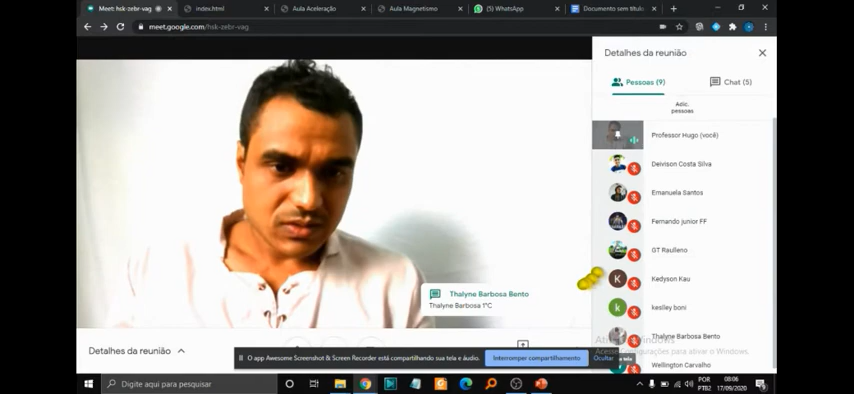 Meet: hsk-zebr-vag
index.html
Aula Aceleração
Aula Magnetismo
(5) WhatsApp
Documento sem título
meet.google.com/hsk-zebr-vag
Detalhes da reunião
Pessoas (9)
Chat (5)
Adic.
pessoas
Professor Hugo (você)
Deivison Costa Silva
Emanuela Santos
Fernando junior FF
GT Raulleno
K
Kedyson Kau
k
keslley boni
Thalyne Barbosa Bento
Wellington Carvalho
Thalyne Barbosa Bento
Thalyne Barbosa 1°C
Windows
Acesse Configurações para ativar o Windows.
Detalhes da reunião
O app Awesome Screenshot & Screen Recorder está compartilhando sua tela e áudio.
Interromper compartilhamento
Ocultar
Digite aqui para pesquisar
POR
PTB2
08:06
17/09/2020